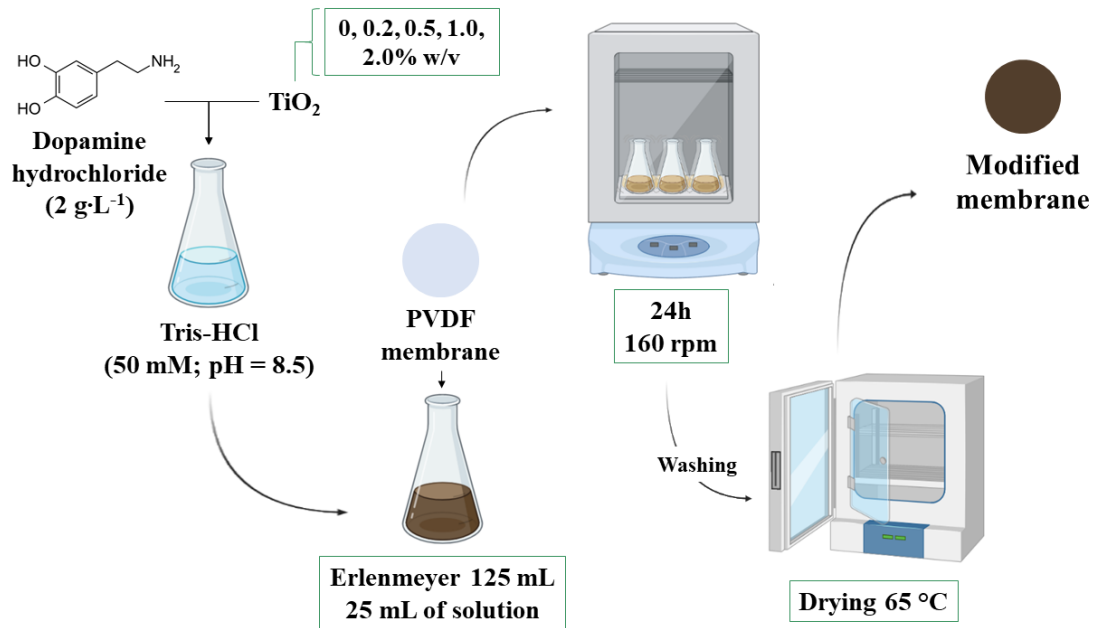 0, 0.2, 0.5, 1.0,
2.0% w/v
HO
HO
NH₂
TiO₂
Dopamine
hydrochloride
(2 g·L⁻¹)
Tris-HCl
(50 mM; pH = 8.5)
PVDF
membrane
Erlenmeyer 125 mL
25 mL of solution
24h
160 rpm
Washing
Drying 65 °C
Modified
membrane